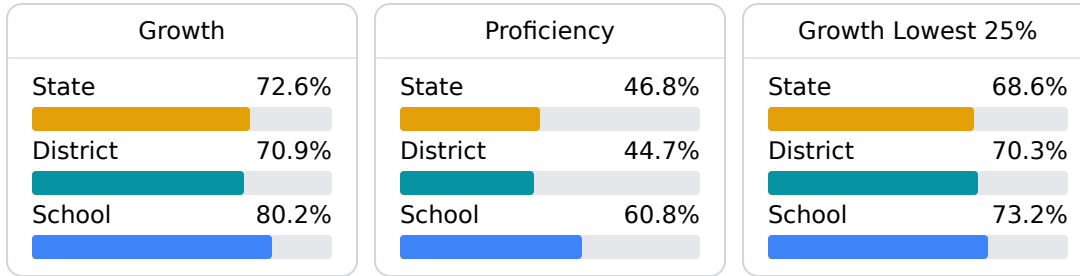 Growth
State 72.6%
District 70.9%
School 80.2%
Proficiency
State 46.8%
District 44.7%
School 60.8%
Growth Lowest 25%
State 68.6%
District 70.3%
School 73.2%